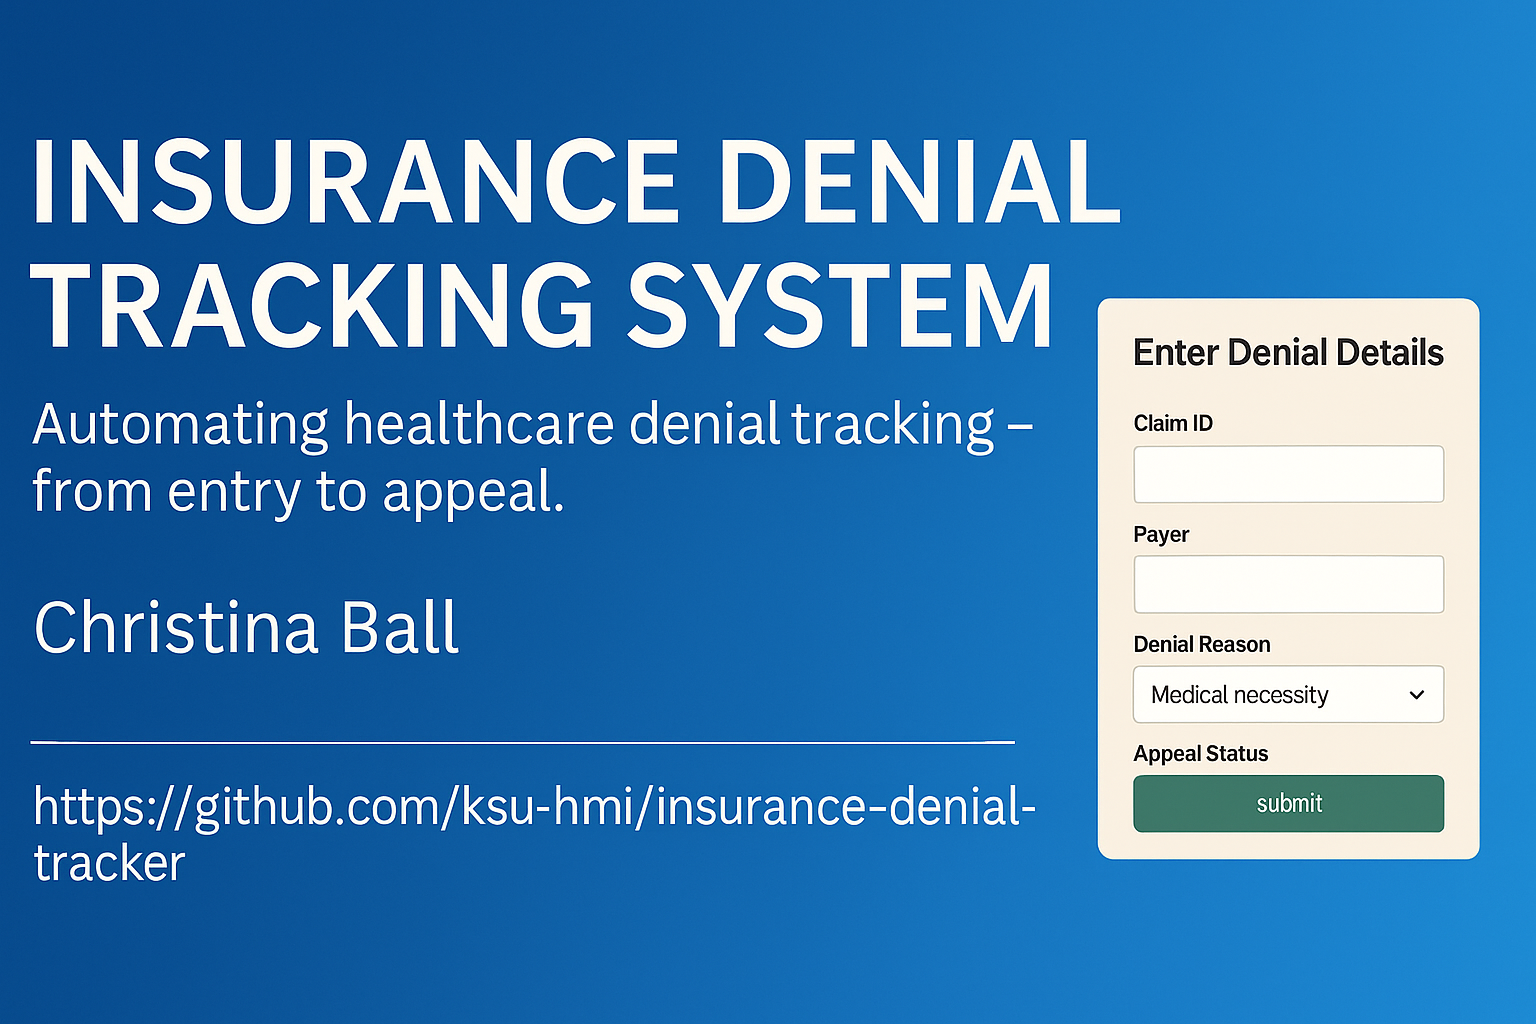 INSURANCE DENIAL
TRACKING SYSTEM
Automating healthcare denial tracking –
from entry to appeal.
Christina Ball
https://github.com/ksu-hmi/insurance-denial-
tracker
Enter Denial Details
Claim ID
Payer
Denial Reason
Medical necessity
Appeal Status
submit